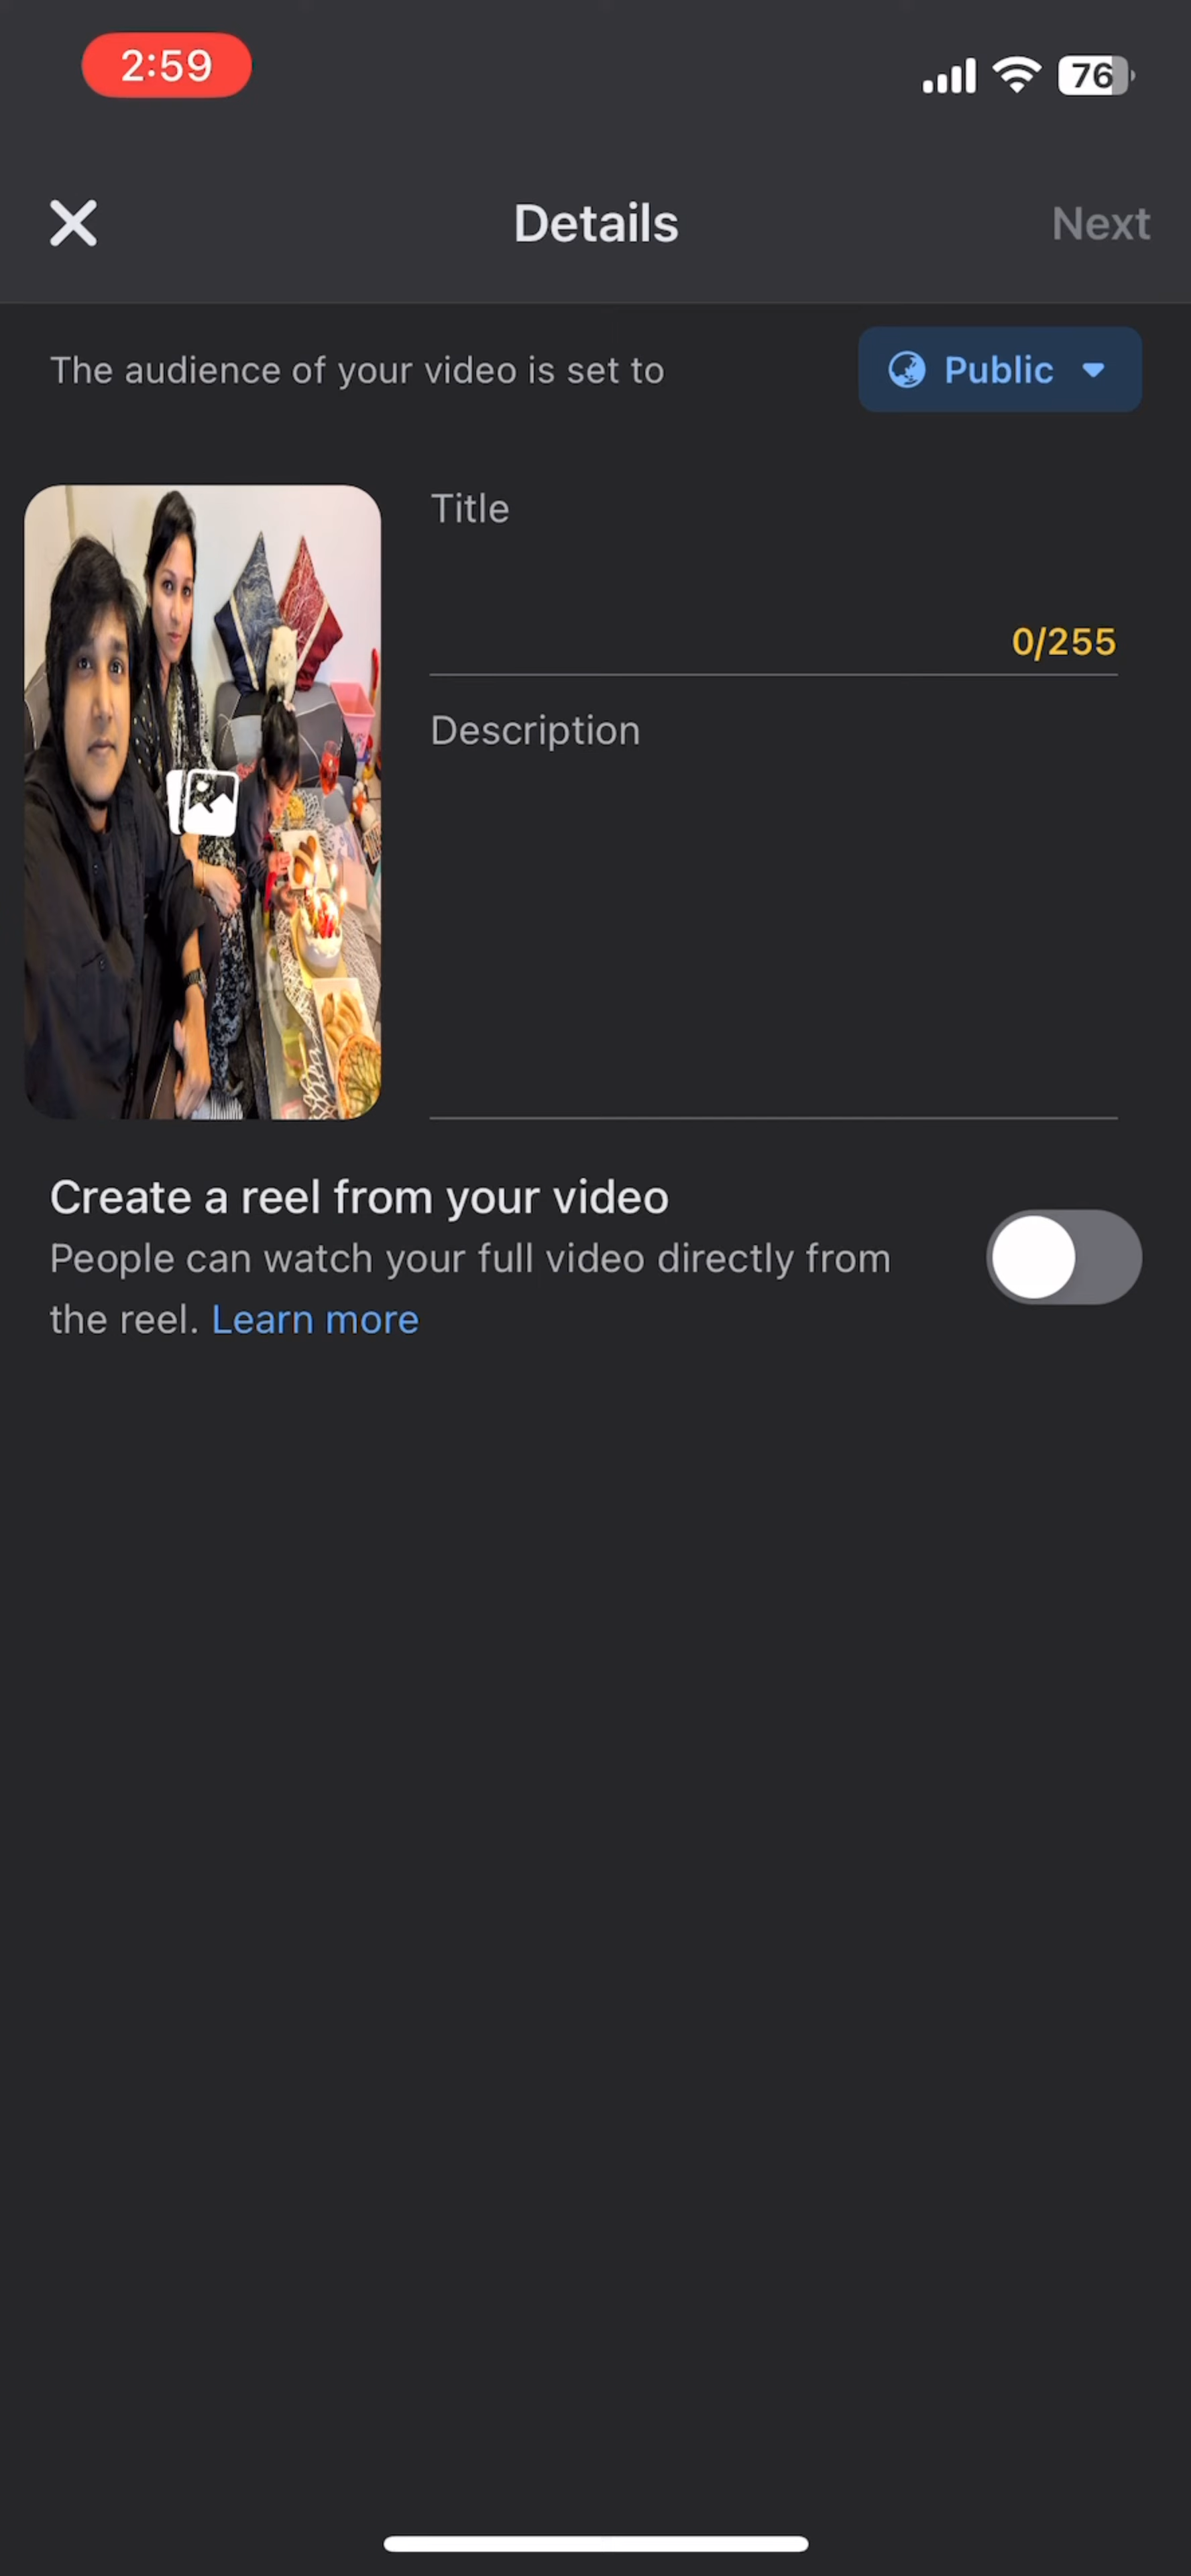 2:59
76
Details
Next
The audience of your video is set to
Public
Title
0/255
Description
Create a reel from your video
People can watch your full video directly from
the reel. Learn more